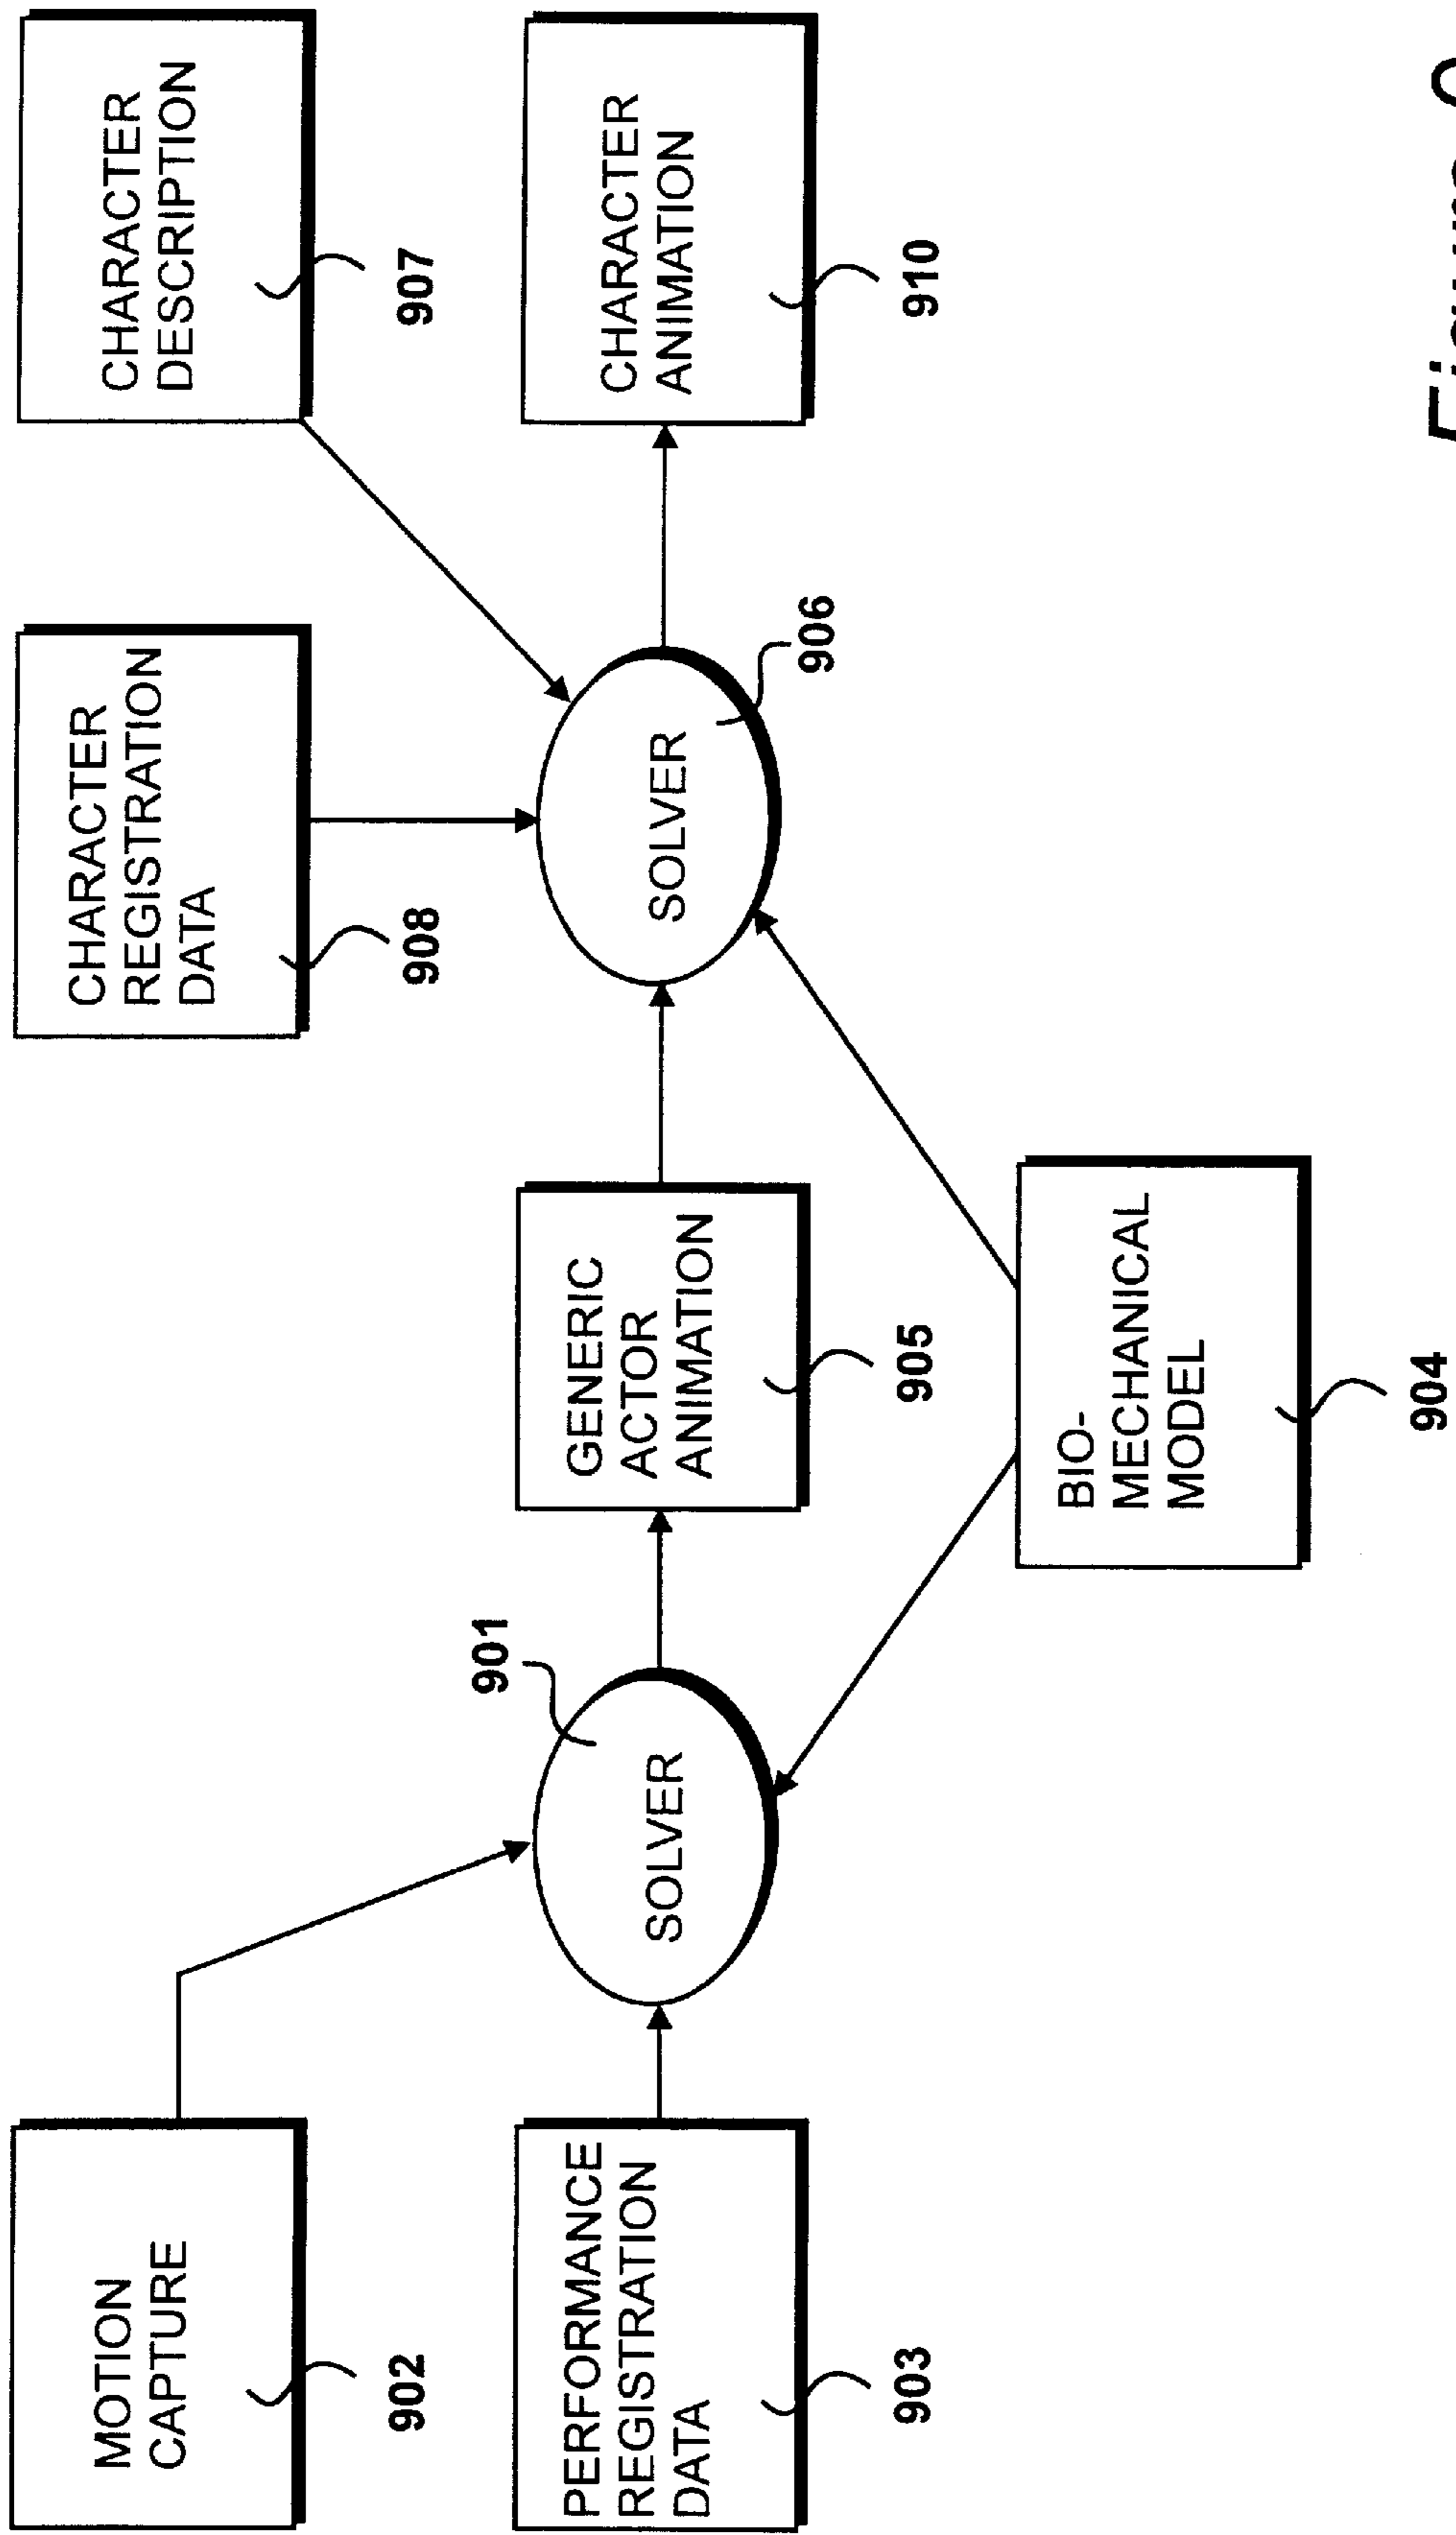 MOTION
CAPTURE
902
PERFORMANCE
REGISTRATION
DATA
903
SOLVER
901
GENERIC
ACTOR
ANIMATION
905
BIO-
MECHANICAL
MODEL
904
CHARACTER
REGISTRATION
DATA
908
SOLVER
906
CHARACTER
DESCRIPTION
907
CHARACTER
ANIMATION
910